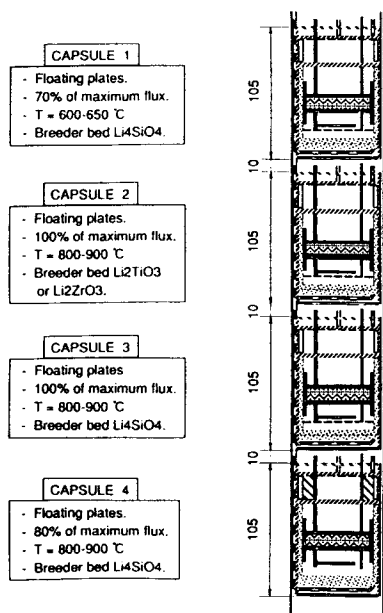 CAPSULE 1
- Floating plates.
- 70% of maximum flux.
- T = 600-650 ℃
- Breeder bed Li4SiO4.
CAPSULE 2
- Floating plates.
- 100% of maximum flux.
- T = 800-900 ℃
- Breeder bed Li2TiO3
or Li2ZrO3.
CAPSULE 3
- Floating plates
- 100% of maximum flux.
- T = 800-900 ℃
- Breeder bed Li4SiO4.
CAPSULE 4
- Floating plates.
- 80% of maximum flux.
- T = 800-900 ℃
- Breeder bed Li4SiO4.
105
10
105
10
105
10
105